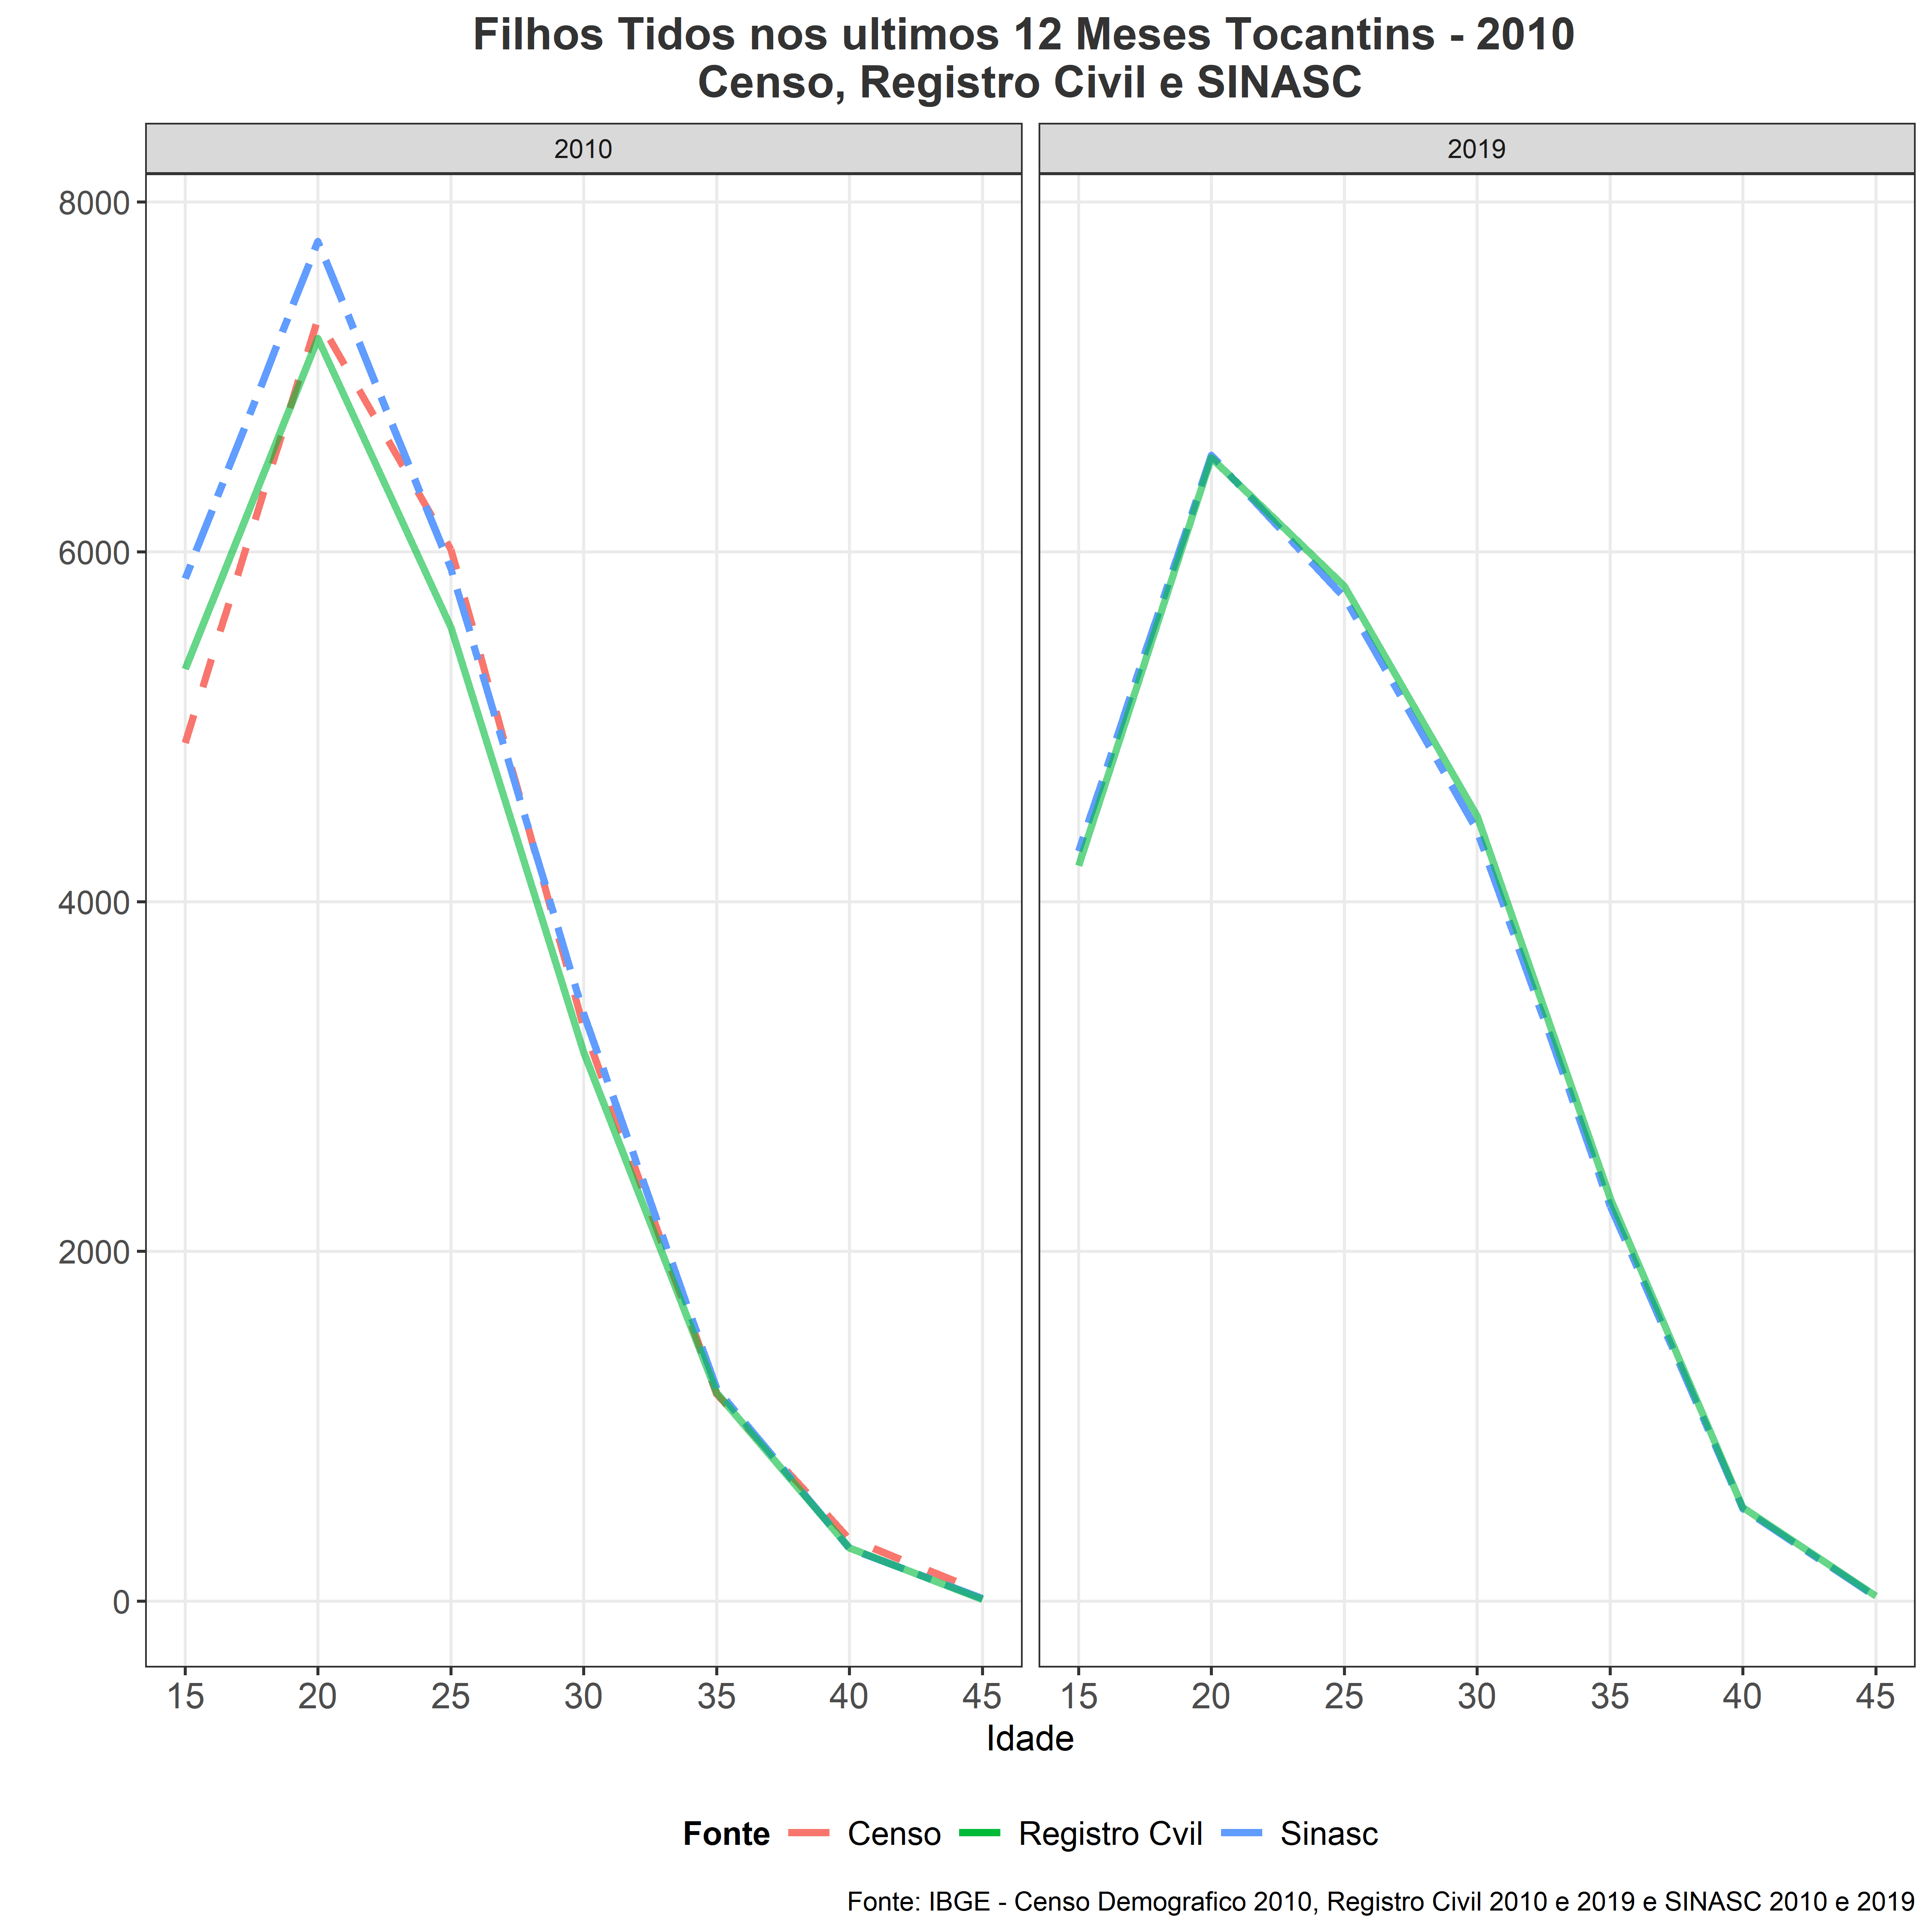 Filhos Tidos nos ultimos 12 Meses Tocantins - 2010
Censo, Registro Civil e SINASC
2010 2019
8000
6000
4000
2000
0
15 20 25 30 35 40 45 15 20 25 30 35 40 45
Idade
Fonte Censo Registro Cvil Sinasc
Fonte: IBGE - Censo Demografico 2010, Registro Civil 2010 e 2019 e SINASC 2010 e 2019